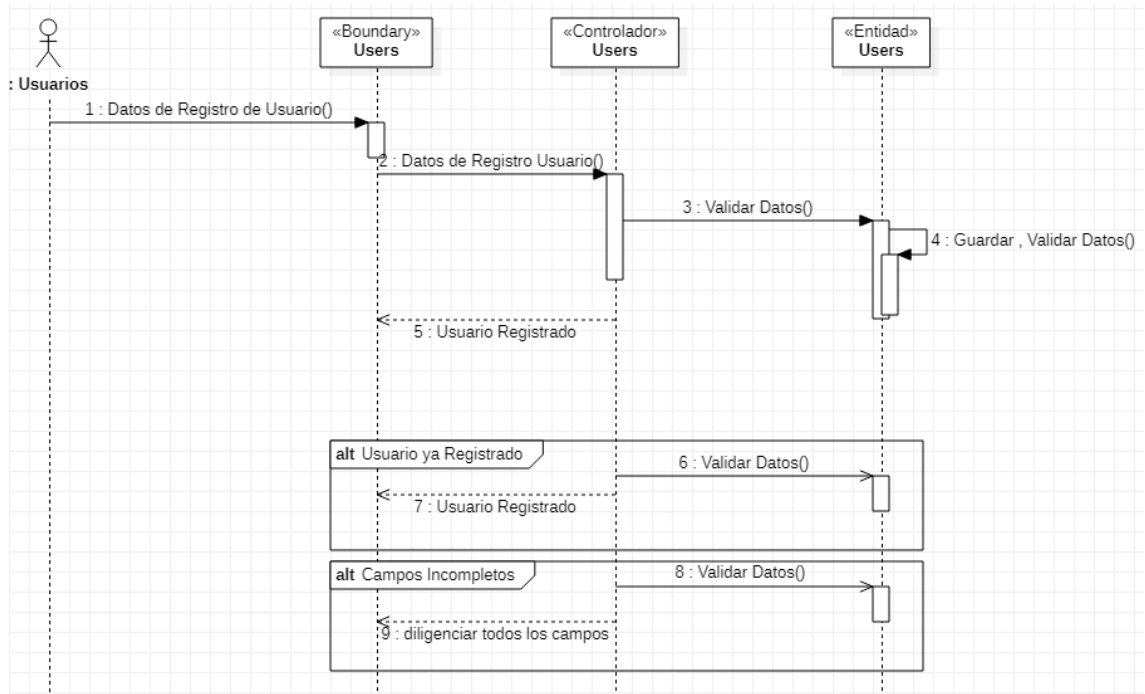 «Boundary»
Users
«Controlador»
Users
«Entidad»
Users
: Usuarios
1 : Datos de Registro de Usuario()
2 : Datos de Registro Usuario()
3 : Validar Datos()
4 : Guardar , Validar Datos()
5 : Usuario Registrado
alt Usuario ya Registrado
6 : Validar Datos()
7 : Usuario Registrado
alt Campos Incompletos
8 : Validar Datos()
9 : diligenciar todos los campos